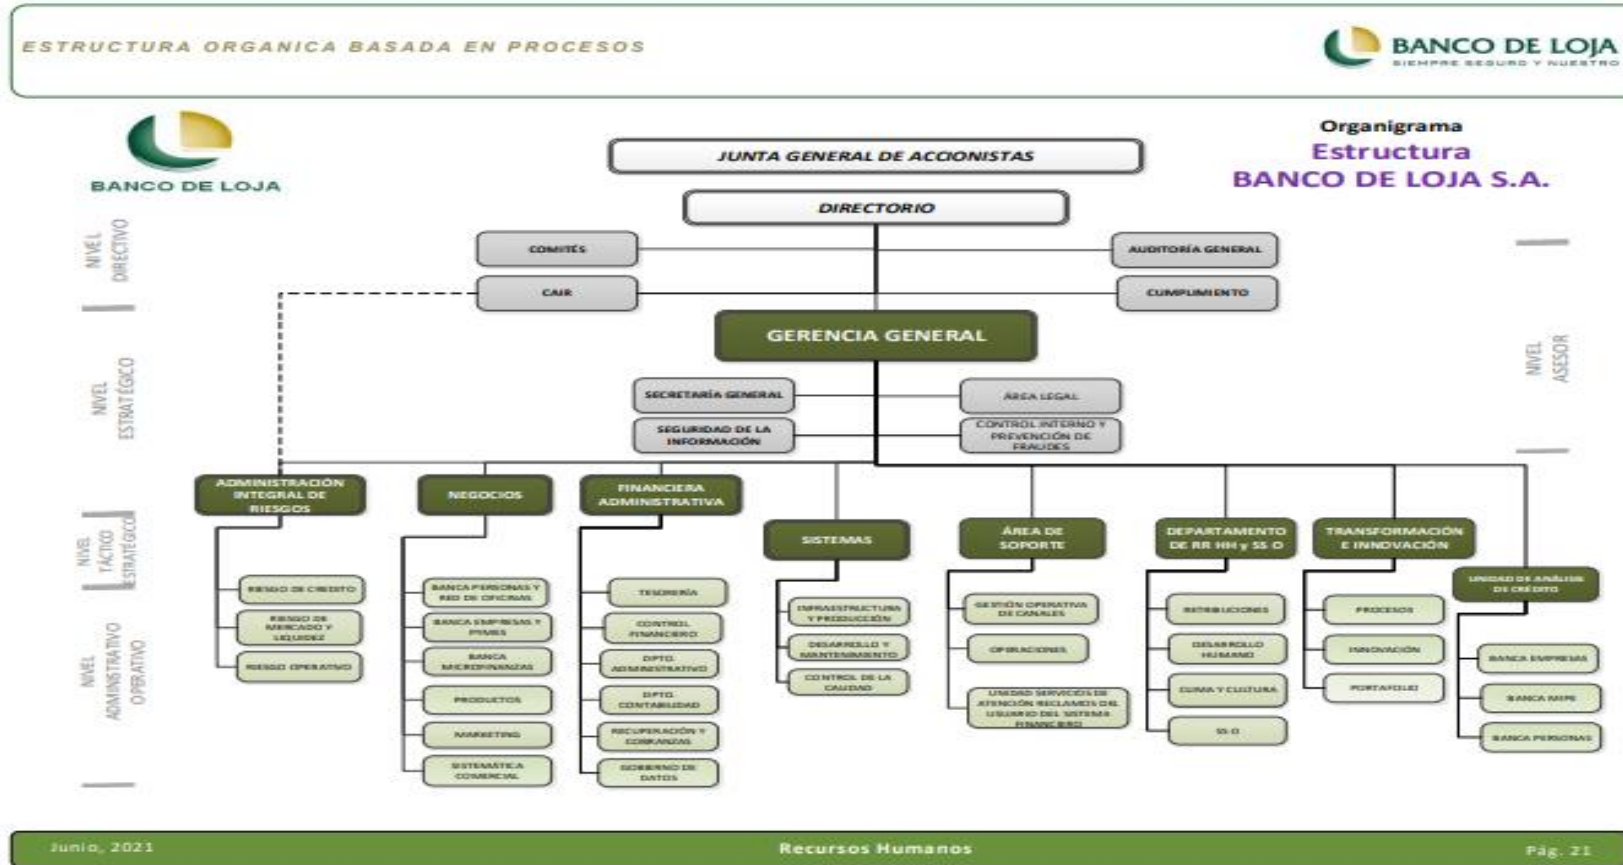 ESTRUCTURA ORGANICA BASADA EN PROCESOS
BANCO DE LOJA
SIEMPRE SEGURO Y NUESTRO
BANCO DE LOJA
Organigrama
Estructura
BANCO DE LOJA S.A.
JUNTA GENERAL DE ACCIONISTAS
DIRECTORIO
NIVEL
DIRECTIVO
COMITÉS
AUDITORÍA GENERAL
CAIR
CUMPLIMIENTO
GERENCIA GENERAL
NIVEL
ESTRATÉGICO
NIVEL
ASESOR
SECRETARÍA GENERAL
ÁREA LEGAL
SEGURIDAD DE LA
INFORMACIÓN
CONTROL INTERNO Y
PREVENCIÓN DE
FRAUDES
ADMINISTRACIÓN
INTEGRAL DE
RIESGOS
NEGOCIOS
FINANCIERA
ADMINISTRATIVA
SISTEMAS
ÁREA DE
SOPORTE
DEPARTAMENTO
DE RR HH y SS O
TRANSFORMACIÓN
E INNOVACIÓN
UNIDAD DE ANÁLISIS
DE CRÉDITO
NIVEL
TÁCTICO
ESTRATÉGICO
NIVEL
ADMINISTRATIVO
OPERATIVO
RIESGO DE CRÉDITO
RIESGO DE
MERCADO Y
LIQUIDEZ
RIESGO OPERATIVO
BANCA PERSONAS Y
RED DE OFICINAS
BANCA EMPRESAS Y
PYMES
BANCA
MICROFINANZAS
PRODUCTOS
MARKETING
SISTEMÁTICA
COMERCIAL
TESORERÍA
CONTROL
FINANCIERO
DPTO.
ADMINISTRATIVO
DPTO.
CONTABILIDAD
RECUPERACIÓN Y
COBRANZAS
GOBIERNO DE
DATOS
INFRAESTRUCTURA
Y PRODUCCIÓN
DESARROLLO Y
MANTENIMIENTO
CONTROL DE LA
CALIDAD
GESTIÓN OPERATIVA
DE CANALES
OPERACIONES
UNIDAD SERVICIOS DE
ATENCIÓN RECLAMOS DEL
USUARIO DEL SISTEMA
FINANCIERO
RETRIBUCIONES
DESARROLLO
HUMANO
CLIMA Y CULTURA
SS O
PROCESOS
INNOVACIÓN
PORTAFOLIO
BANCA EMPRESAS
BANCA MIPE
BANCA PERSONAS
Junio, 2021
Recursos Humanos
Pág. 21